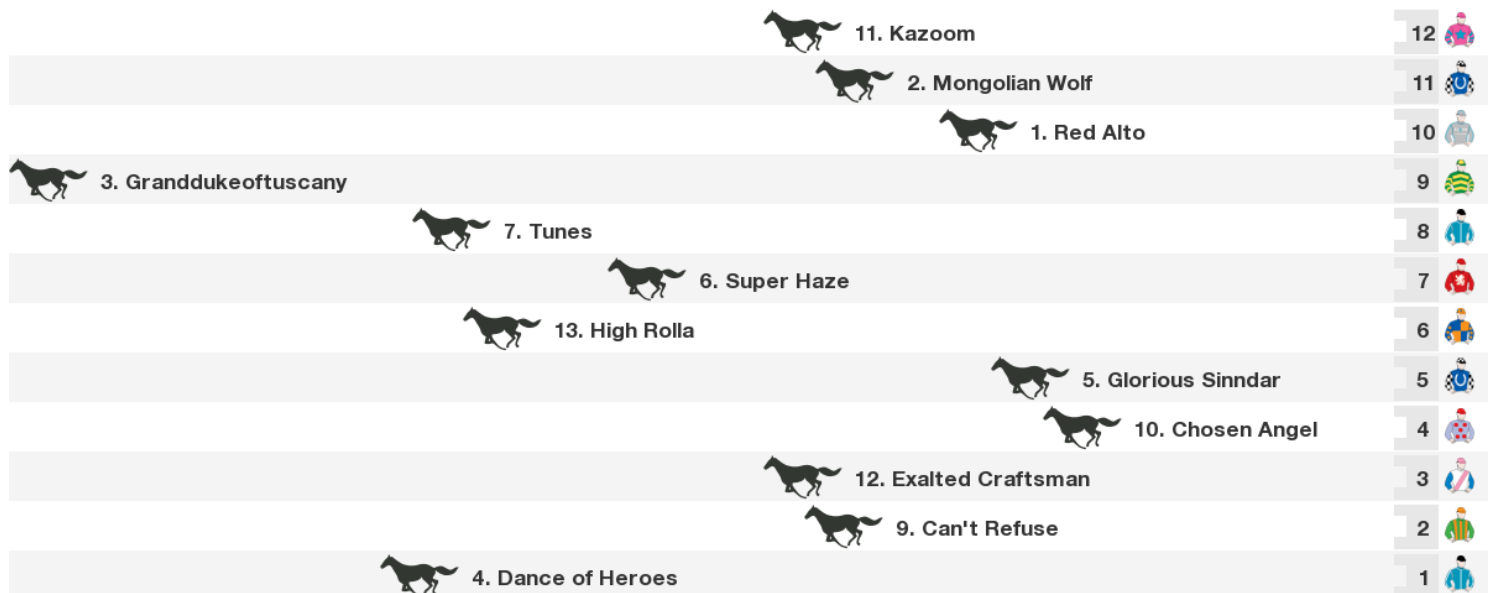 11. Kazoom 12
2. Mongolian Wolf 11
1. Red Alto 10
3. Granddukeoftuscany 9
7. Tunes 8
6. Super Haze 7
13. High Rolla 6
5. Glorious Sinndar 5
10. Chosen Angel 4
12. Exalted Craftsman 3
9. Can't Refuse 2
4. Dance of Heroes 1